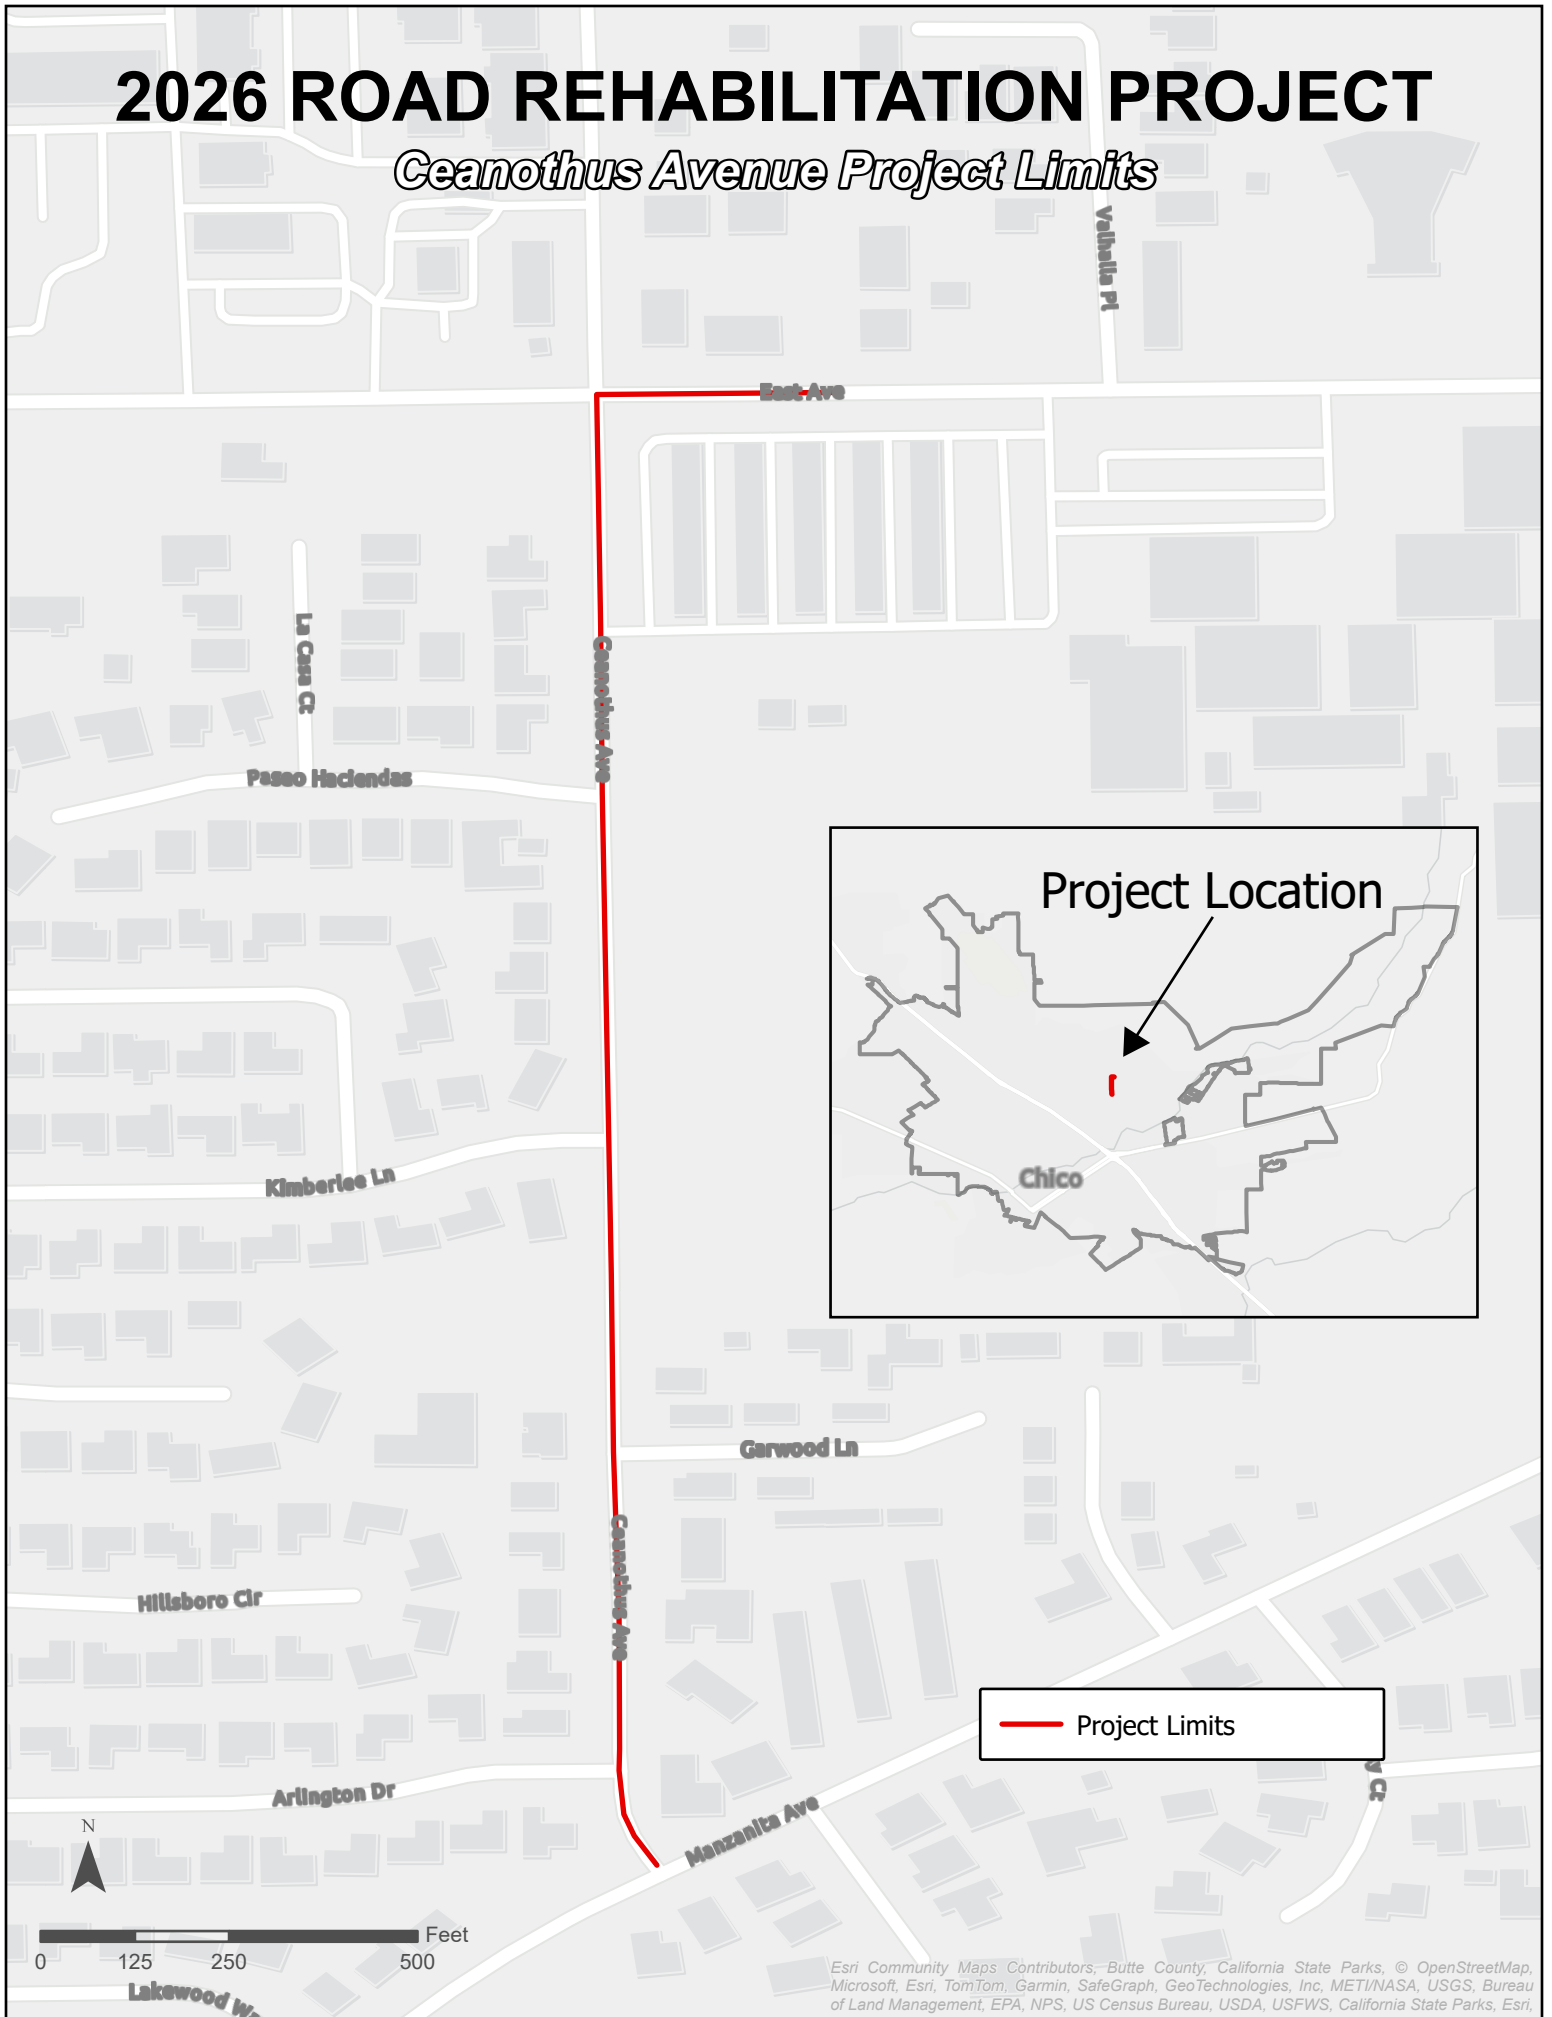 2026 ROAD REHABILITATION PROJECT
Ceanothus Avenue Project Limits
Valhalla Pl
East Ave
La Casa Ct
Ceanothus Ave
Paseo Haciendas
Project Location
Chico
Kimberlee Ln
Garwood Ln
Ceanothus Ave
Hillsboro Cir
Project Limits
y Ct
Arlington Dr
Manzanita Ave
N
Feet
0 125 250 500
Lakewood
Esri Community Maps Contributors, Butte County, California State Parks, © OpenStreetMap,
Microsoft, Esri, TomTom, Garmin, SafeGraph, GeoTechnologies, Inc, METI/NASA, USGS, Bureau
of Land Management, EPA, NPS, US Census Bureau, USDA, USFWS, California State Parks, Esri,